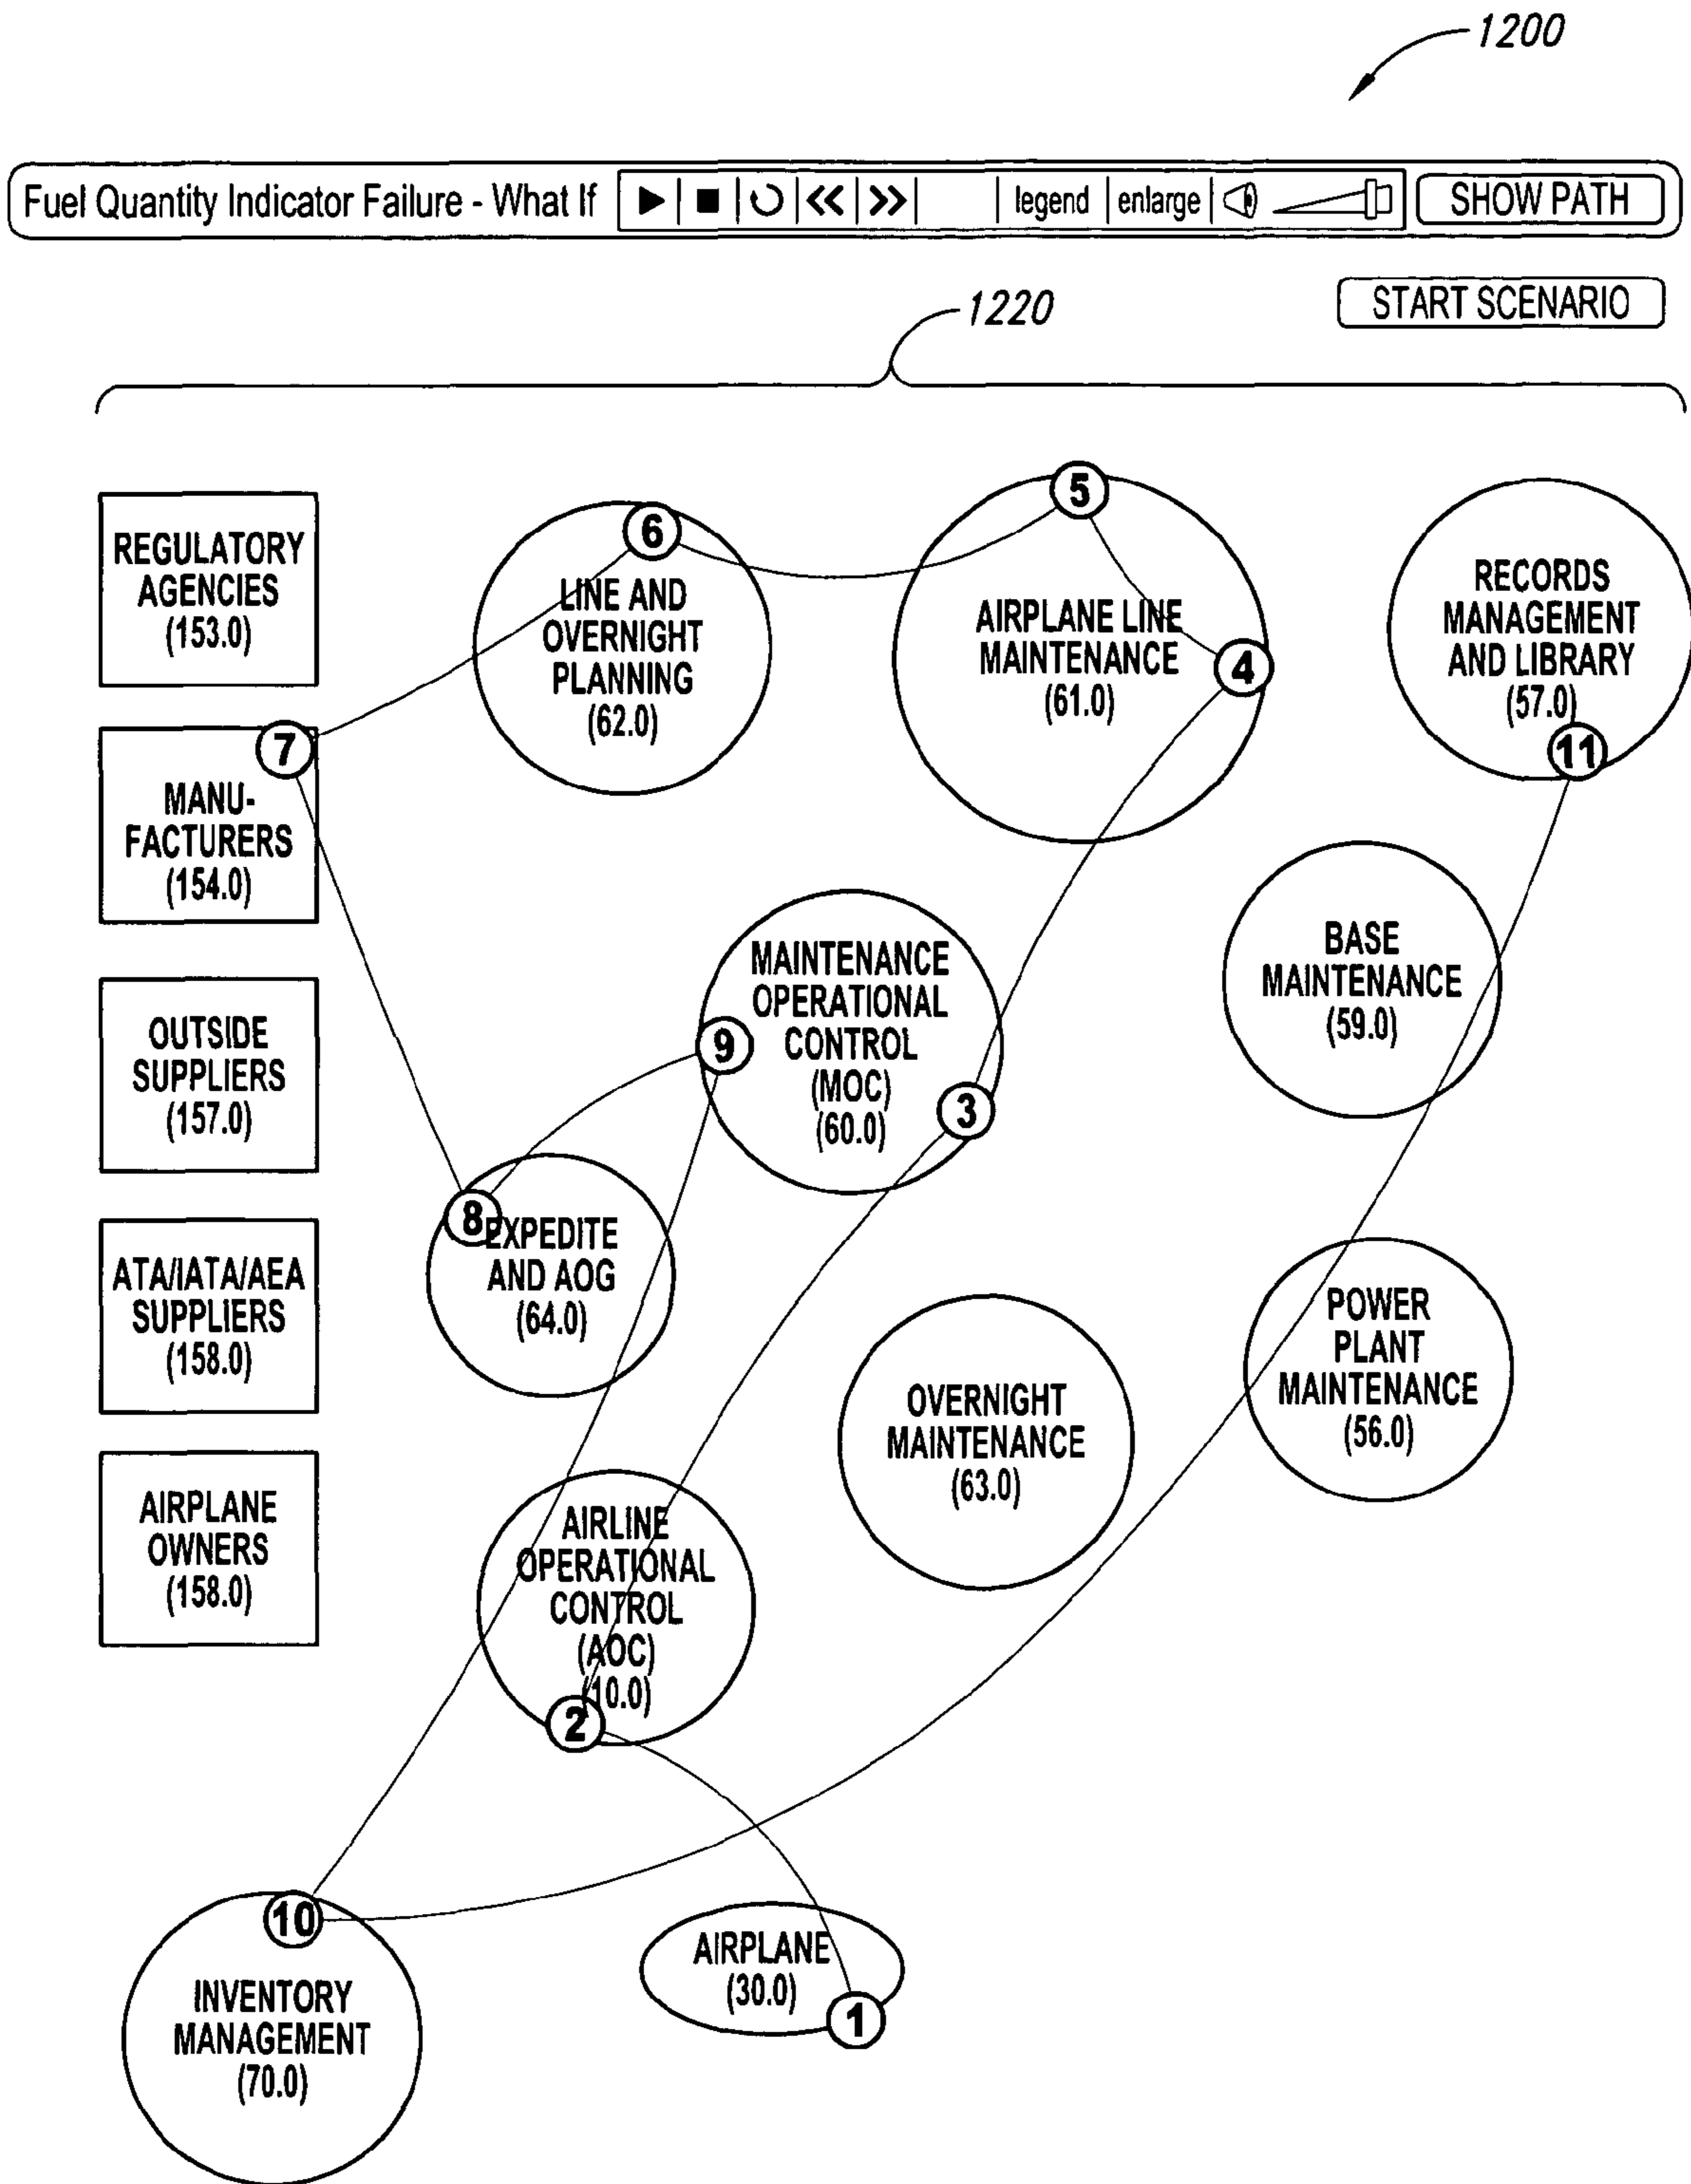 1200
Fuel Quantity Indicator Failure - What If
legend
enlarge
SHOW PATH
START SCENARIO
1220
REGULATORY
AGENCIES
(153.0)
6
LINE AND
OVERNIGHT
PLANNING
(62.0)
5
AIRPLANE LINE
MAINTENANCE
(61.0)
4
RECORDS
MANAGEMENT
AND LIBRARY
(57.0)
11
7
MANU-
FACTURERS
(154.0)
MAINTENANCE
OPERATIONAL
CONTROL
(MOC)
(60.0)
9
3
BASE
MAINTENANCE
(59.0)
OUTSIDE
SUPPLIERS
(157.0)
8
EXPEDITE
AND AOG
(64.0)
ATA/IATA/AEA
SUPPLIERS
(158.0)
POWER
PLANT
MAINTENANCE
(56.0)
OVERNIGHT
MAINTENANCE
(63.0)
AIRPLANE
OWNERS
(158.0)
AIRLINE
OPERATIONAL
CONTROL
(AOC)
(10.0)
2
10
INVENTORY
MANAGEMENT
(70.0)
AIRPLANE
(30.0)
1